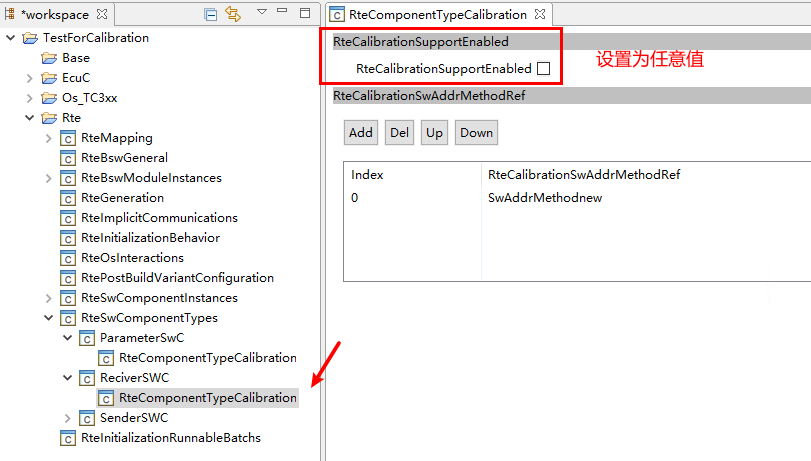 *workspace
TestForCalibration
Base
EcuC
Os_TC3xx
Rte
RteMapping
RteBswGeneral
RteBswModuleInstances
RteGeneration
RteImplicitCommunications
RteInitializationBehavior
RteOsInteractions
RtePostBuildVariantConfiguration
RteSwComponentInstances
RteSwComponentTypes
ParameterSwC
RteComponentTypeCalibration
ReciverSWC
RteComponentTypeCalibration
SenderSWC
RteInitializationRunnableBatchs
RteComponentTypeCalibration
RteCalibrationSupportEnabled
RteCalibrationSupportEnabled
设置为任意值
RteCalibrationSwAddrMethodRef
Add Del Up Down
Index RteCalibrationSwAddrMethodRef
0 SwAddrMethodnew